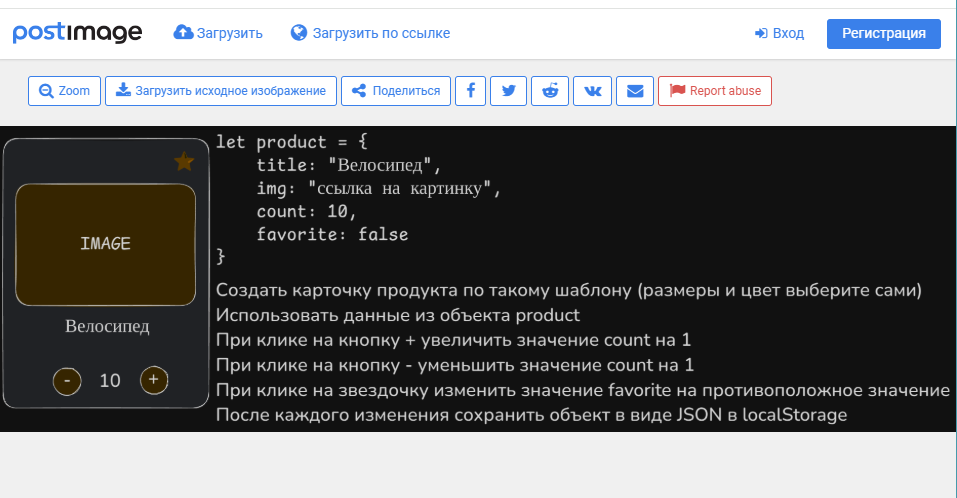 postimage Загрузить Загрузить по ссылке Вход Регистрация
Zoom Загрузить исходное изображение Поделиться Report abuse
IMAGE
Велосипед
- 10 +
let product = {
title: "Велосипед",
img: "ссылка на картинку",
count: 10,
favorite: false
}
Создать карточку продукта по такому шаблону (размеры и цвет выберите сами)
Использовать данные из объекта product
При клике на кнопку + увеличить значение count на 1
При клике на кнопку - уменьшить значение count на 1
При клике на звездочку изменить значение favorite на противоположное значение
После каждого изменения сохранить объект в виде JSON в localStorage